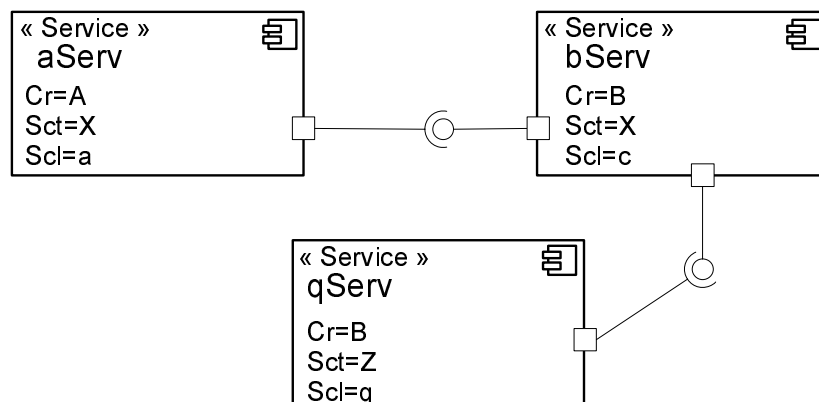 « Service »
aServ
Cr=A
Sct=X
Scl=a
« Service »
bServ
Cr=B
Sct=X
Scl=c
« Service »
qServ
Cr=B
Sct=Z
Scl=q